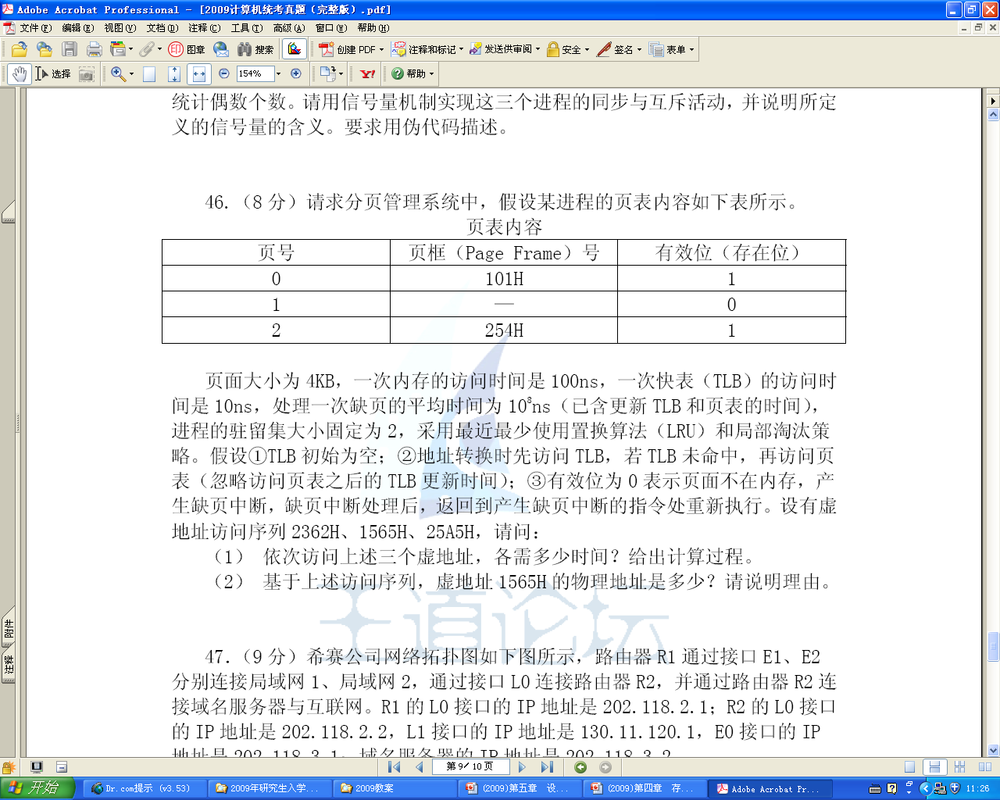 Adobe Acrobat Professional - [2009计算机统考真题（完整版）.pdf]
文件(F) 编辑(E) 视图(V) 文档(D) 注释(C) 工具(T) 高级(A) 窗口(W) 帮助(H)
图章 搜索 创建 PDF 注释和标记 发送供审阅 安全 签名 表单
选择 154% Y! 帮助
统计偶数个数。请用信号量机制实现这三个进程的同步与互斥活动，并说明所定
义的信号量的含义。要求用伪代码描述。
46.（8 分）请求分页管理系统中，假设某进程的页表内容如下表所示。
页表内容
页号 页框（Page Frame）号 有效位（存在位）
0 101H 1
1 — 0
2 254H 1
页面大小为 4KB，一次内存的访问时间是 100ns，一次快表（TLB）的访问时
间是 10ns，处理一次缺页的平均时间为 10⁸ns（已含更新 TLB 和页表的时间），
进程的驻留集大小固定为 2，采用最近最少使用置换算法（LRU）和局部淘汰策
略。假设①TLB 初始为空；②地址转换时先访问 TLB，若 TLB 未命中，再访问页
表（忽略访问页表之后的 TLB 更新时间）；③有效位为 0 表示页面不在内存，产
生缺页中断，缺页中断处理后，返回到产生缺页中断的指令处重新执行。设有虚
地址访问序列 2362H、1565H、25A5H，请问：
（1） 依次访问上述三个虚地址，各需多少时间？给出计算过程。
（2） 基于上述访问序列，虚地址 1565H 的物理地址是多少？请说明理由。
王道论坛
47.（9 分）希赛公司网络拓扑图如下图所示，路由器 R1 通过接口 E1、E2
分别连接局域网 1、局域网 2，通过接口 L0 连接路由器 R2，并通过路由器 R2 连
接域名服务器与互联网。R1 的 L0 接口的 IP 地址是 202.118.2.1；R2 的 L0 接口
的 IP 地址是 202.118.2.2，L1 接口的 IP 地址是 130.11.120.1，E0 接口的 IP
地址是 202.118.3.1，域名服务器的 IP 地址是 202.118.3.2
附件
注释
第 9/ 10 页
开始 Dr.com提示 (v3.53) 2009年研究生入学... 2009教案 (2009)第五章 设... (2009)第四章 存... Adobe Acrobat Pr... 11:26